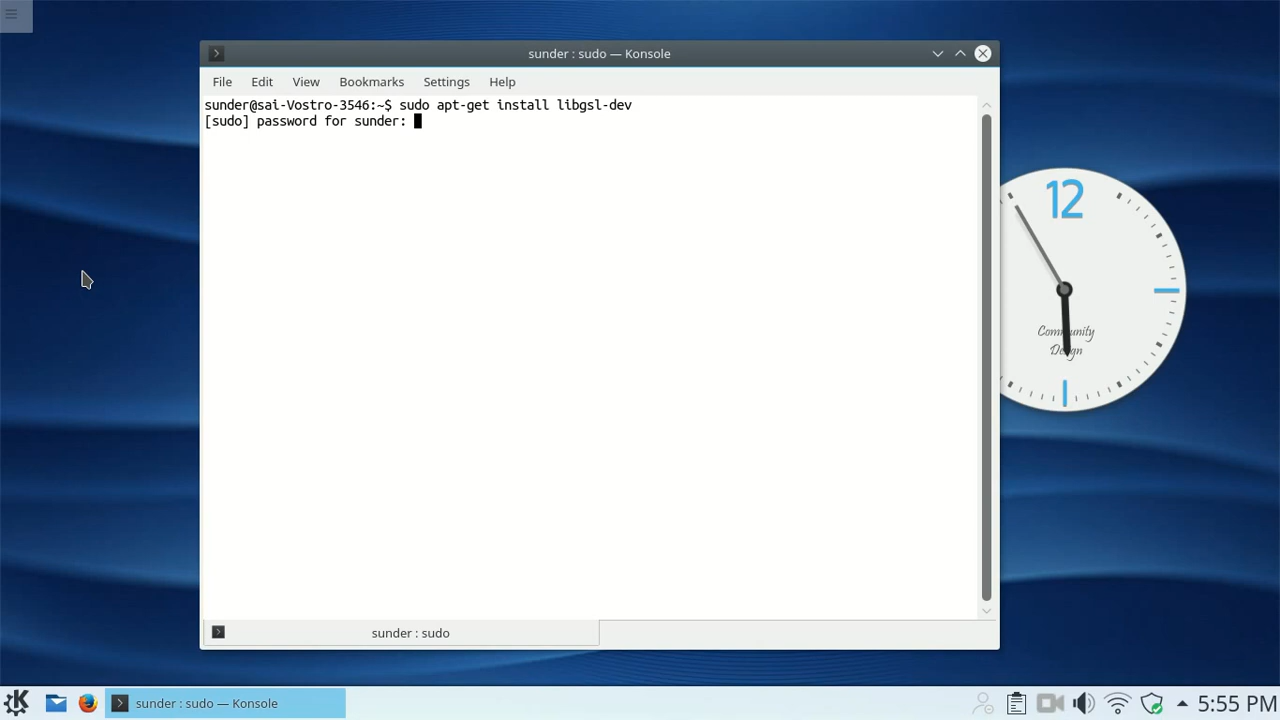 sunder : sudo — Konsole
File Edit View Bookmarks Settings Help
sunder@sai-Vostro-3546:~$ sudo apt-get install libgsl-dev
[sudo] password for sunder:
12
Community
Design
sunder : sudo
sunder : sudo — Konsole
5:55 PM